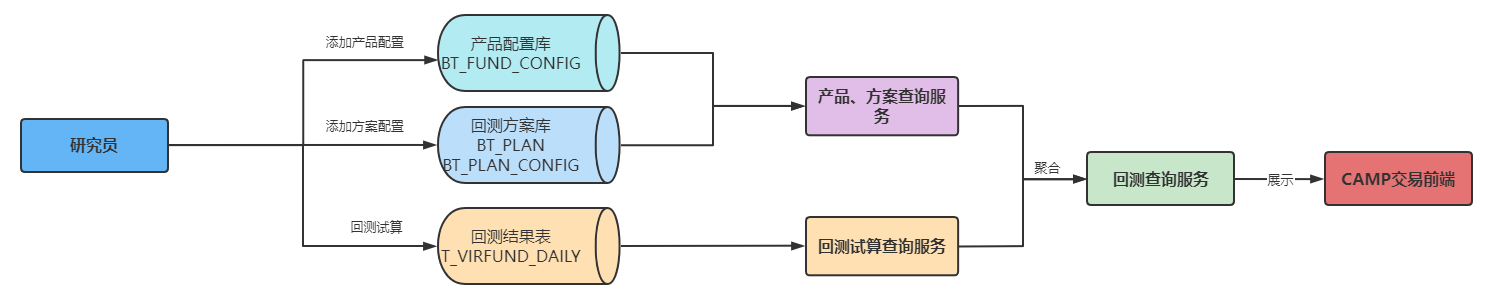 添加产品配置
产品配置库
BT_FUND_CONFIG
产品、方案查询服
务
研究员
添加方案配置
回测方案库
BT_PLAN
BT_PLAN_CONFIG
聚合
回测查询服务
展示
CAMP交易前端
回测试算
回测结果表
T_VIRFUND_DAILY
回测试算查询服务